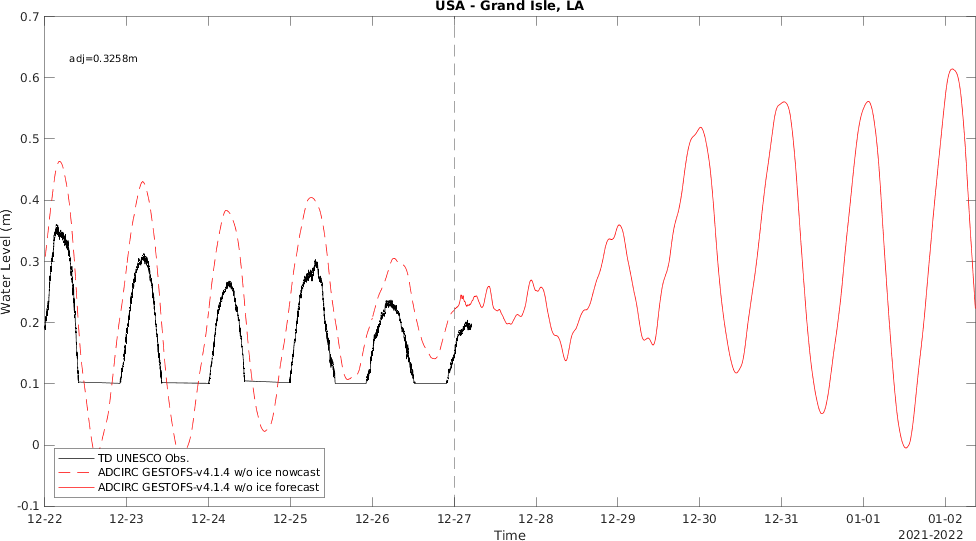 USA - Grand Isle, LA
adj=0.3258m
Water Level (m)
0.7
0.6
0.5
0.4
0.3
0.2
0.1
0
-0.1
TD UNESCO Obs.
ADCIRC GESTOFS-v4.1.4 w/o ice nowcast
ADCIRC GESTOFS-v4.1.4 w/o ice forecast
12-22 12-23 12-24 12-25 12-26 12-27 12-28 12-29 12-30 12-31 01-01 01-02
Time
2021-2022